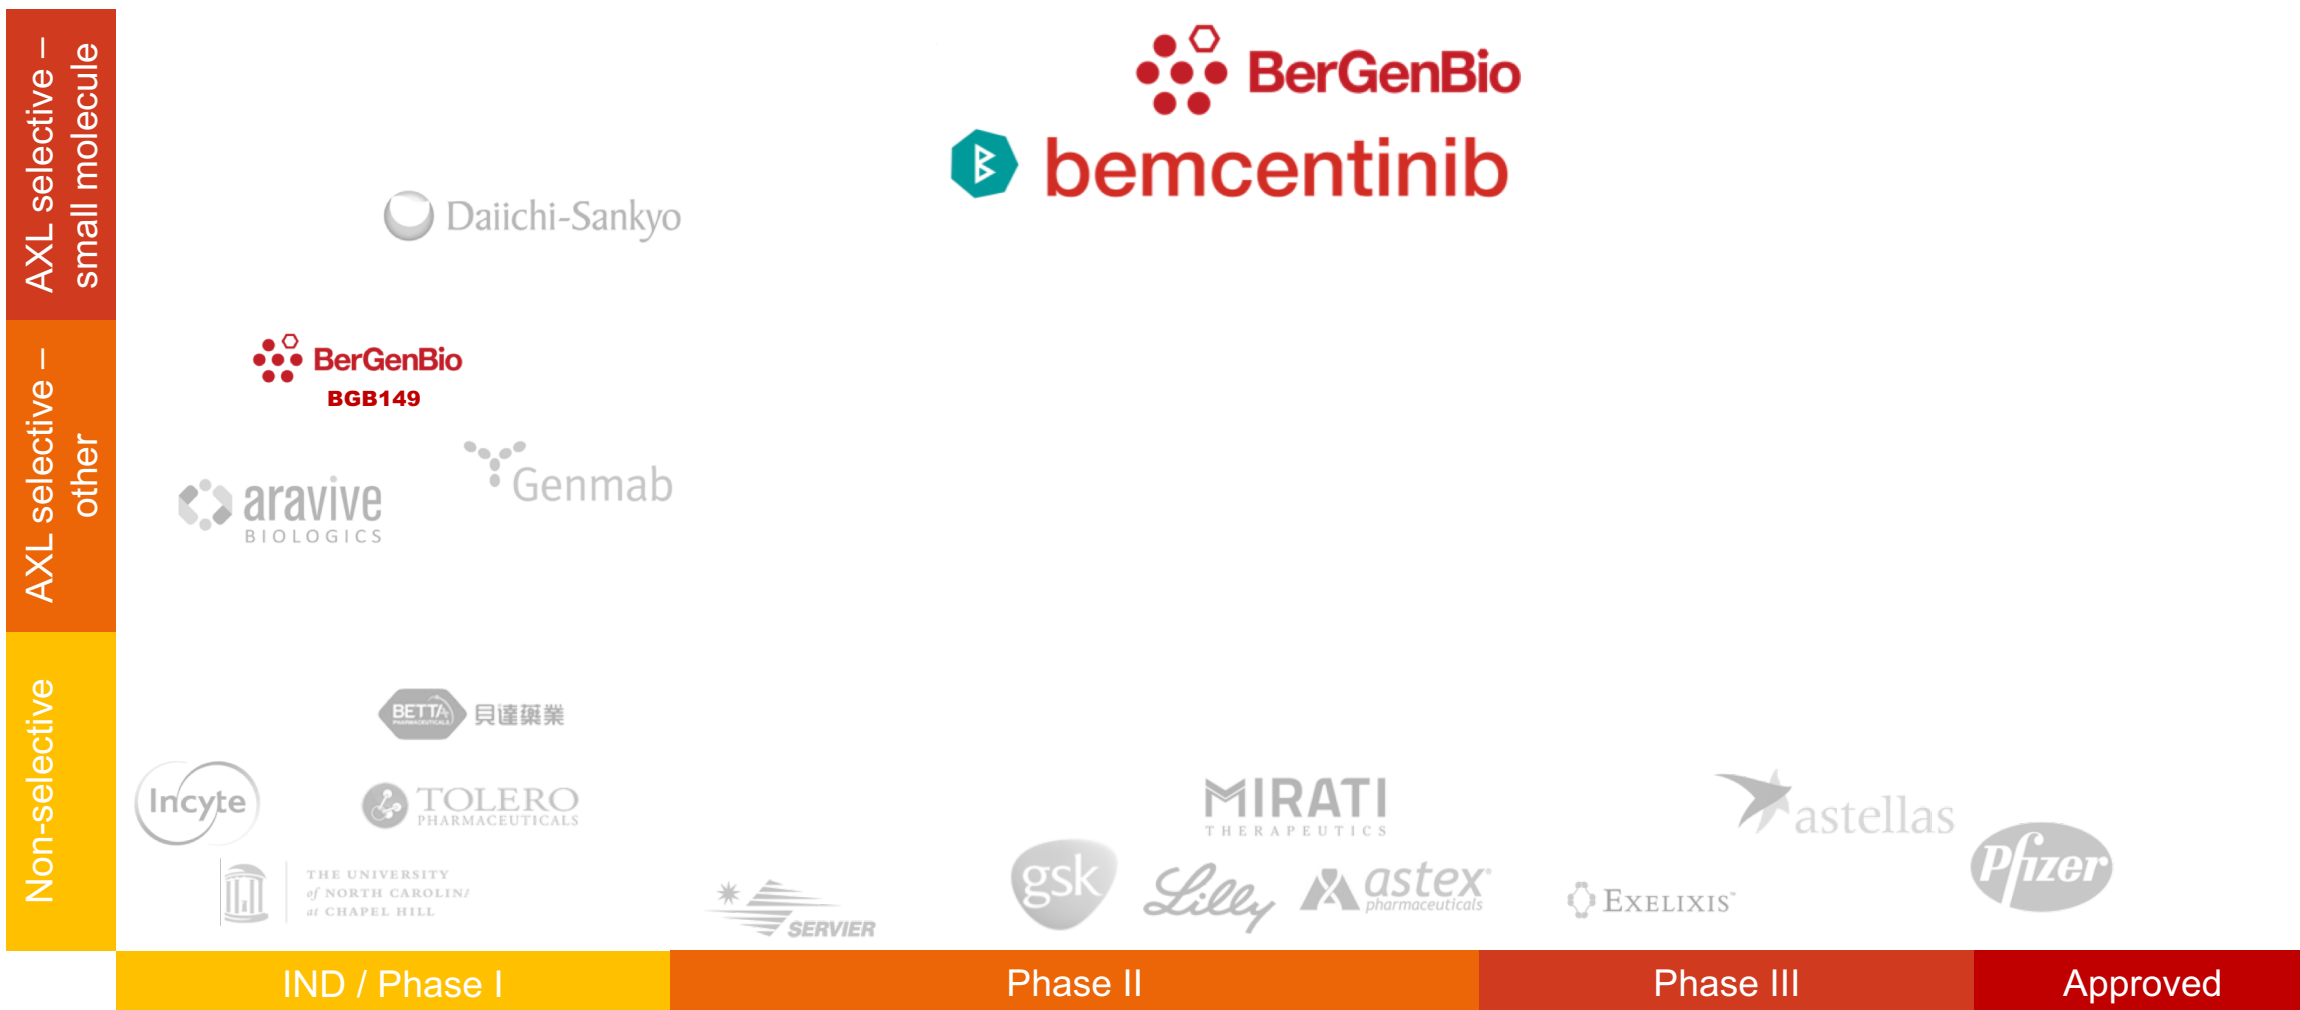 AXL selective –
small molecule
BerGenBio
bemcentinib
Daiichi-Sankyo
AXL selective –
other
BerGenBio
BGB149
Genmab
aravive
BIOLOGICS
Non-selective
BETTA
PHARMACEUTICALS
貝達藥業
Incyte
TOLERO
PHARMACEUTICALS
MIRATI
THERAPEUTICS
astellas
Pfizer
THE UNIVERSITY
of NORTH CAROLINA
at CHAPEL HILL
SERVIER
gsk
Lilly
astex®
pharmaceuticals
EXELIXIS™
IND / Phase I
Phase II
Phase III
Approved